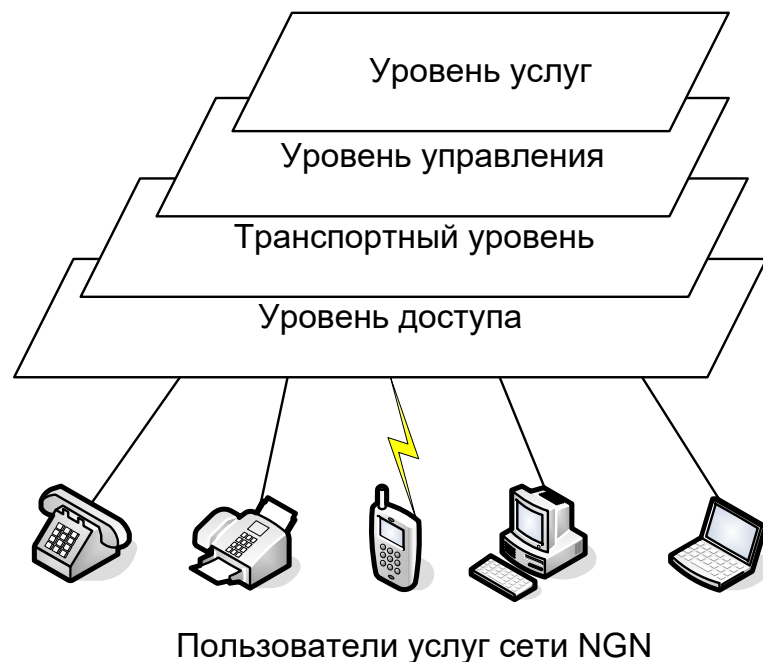 Уровень услуг
Уровень управления
Транспортный уровень
Уровень доступа
Пользователи услуг сети NGN